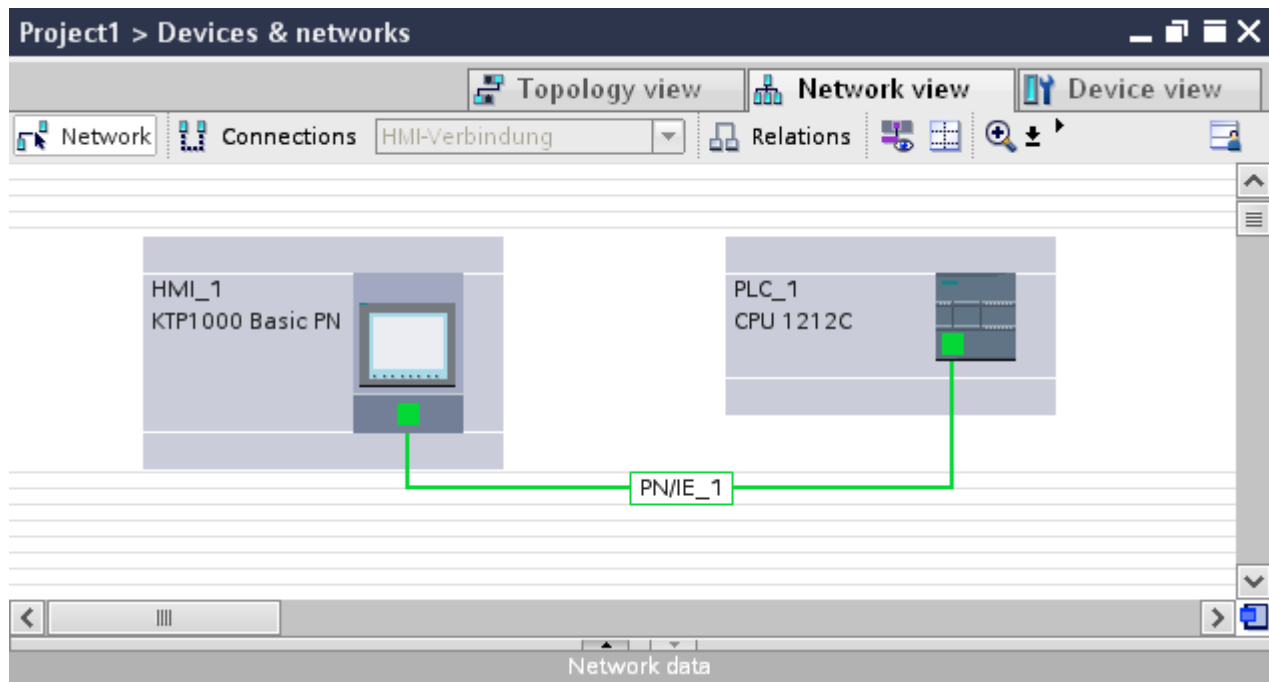 Project1 > Devices & networks
Topology view
Network view
Device view
Network
Connections
HMI-Verbindung
Relations
HMI_1
KTP1000 Basic PN
PLC_1
CPU 1212C
PN/IE_1
Network data